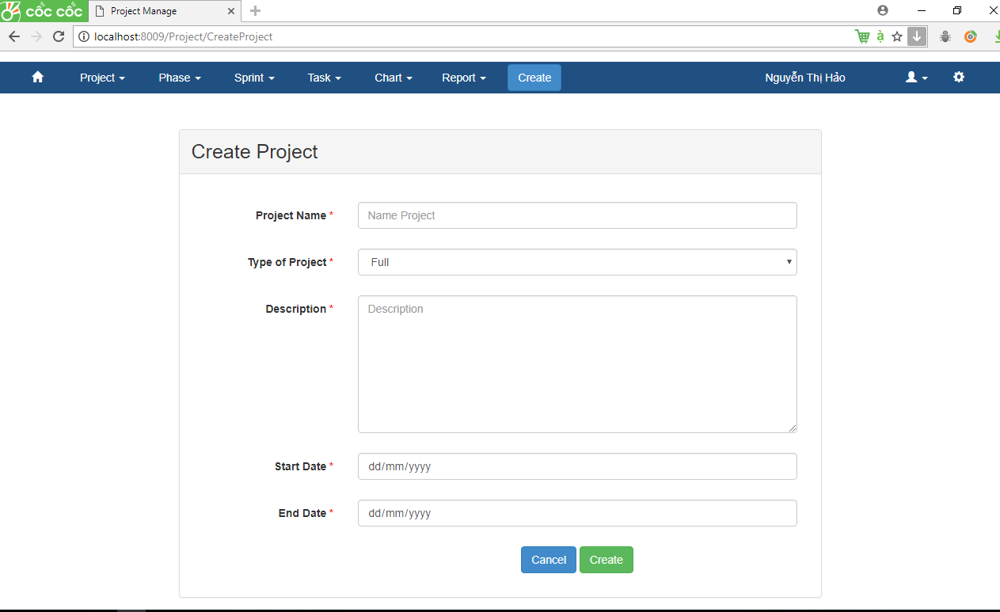 cốc cốc
Project Manage
localhost:8009/Project/CreateProject
à
Project Phase Sprint Task Chart Report Create Nguyễn Thị Hảo
Create Project
Project Name * Name Project
Type of Project * Full
Description * Description
Start Date * dd/mm/yyyy
End Date * dd/mm/yyyy
Cancel Create